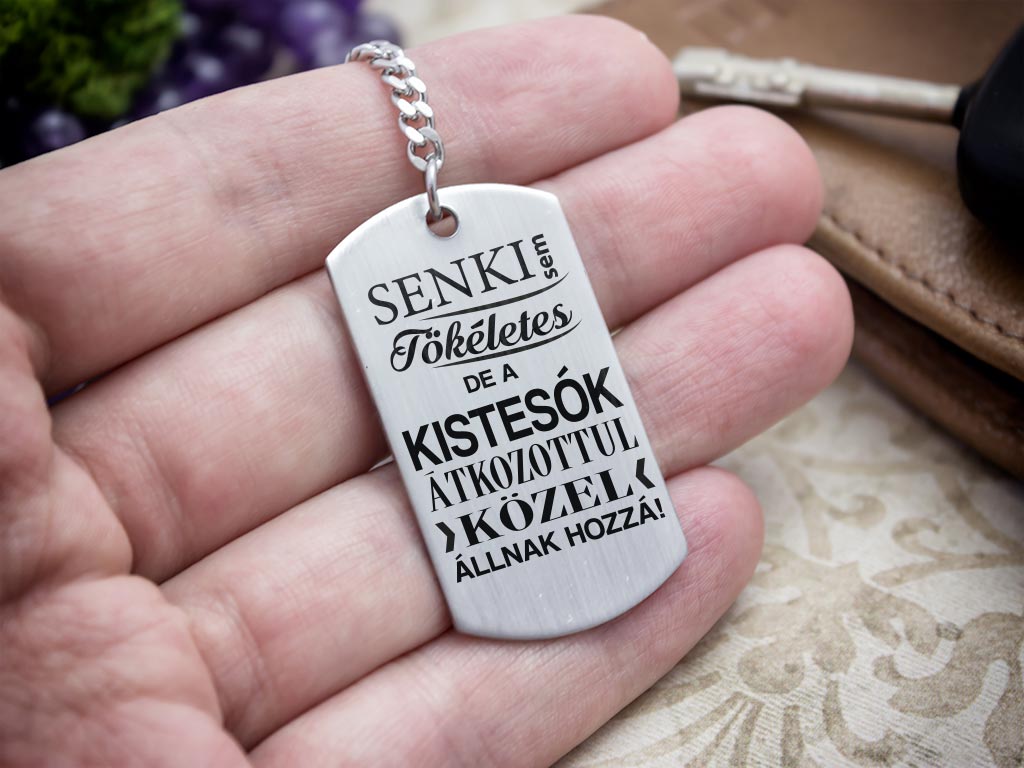 SENKI sem
Tökéletes
DE A
KISTESÓK
ÁTKOZOTTUL
KÖZEL
ÁLLNAK HOZZÁ!